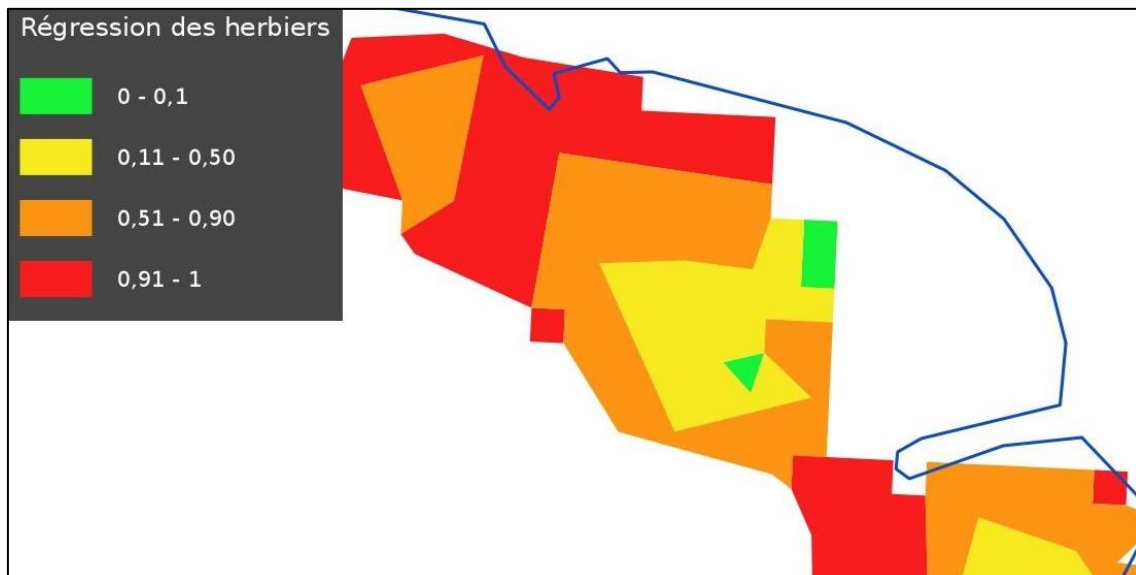 Régression des herbiers
0 - 0,1
0,11 - 0,50
0,51 - 0,90
0,91 - 1